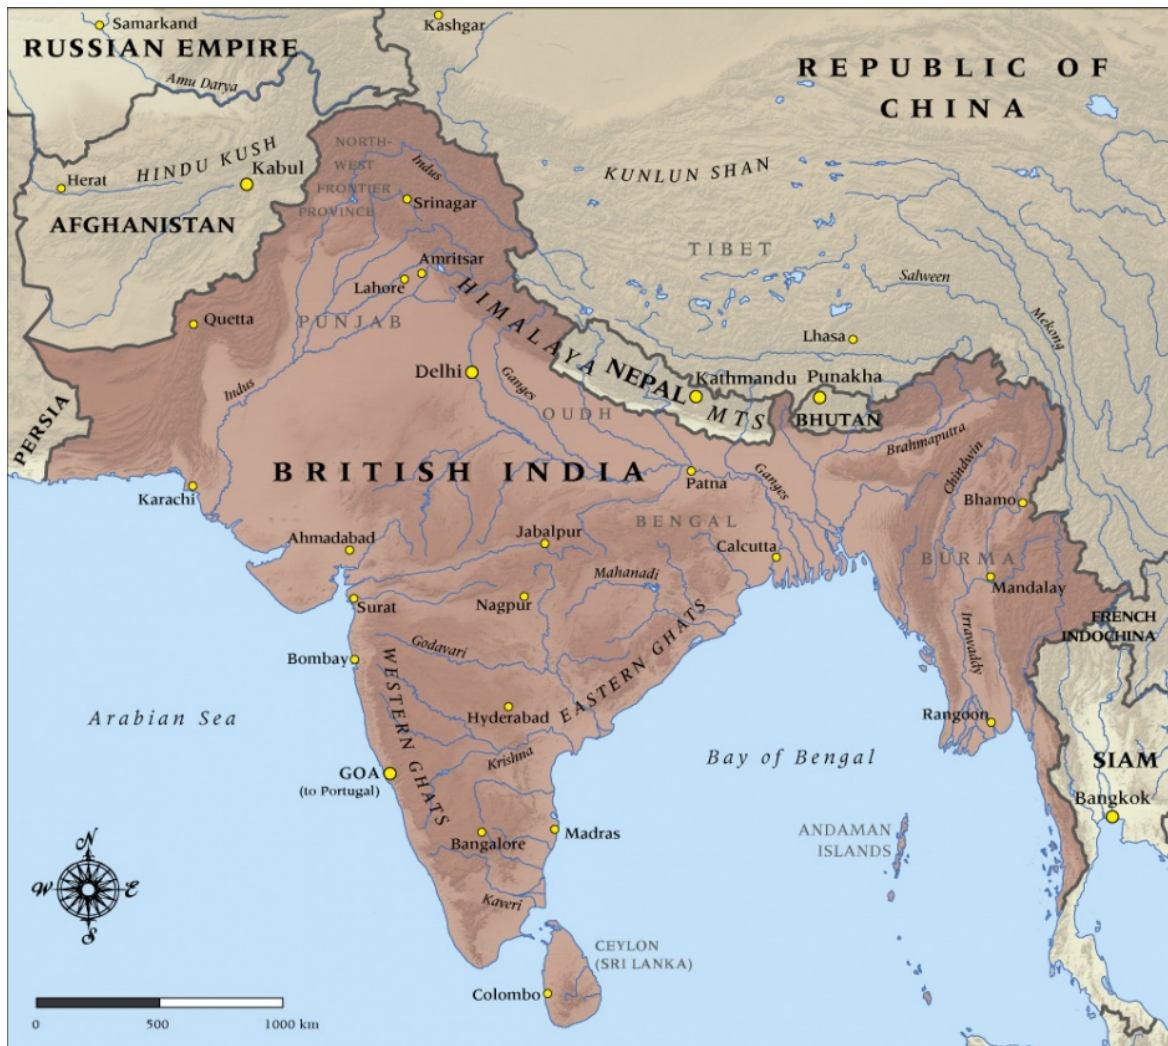 Samarkand
Kashgar
RUSSIAN EMPIRE
REPUBLIC OF
CHINA
Amu Darya
HINDU KUSH
NORTH-
WEST
FRONTIER
PROVINCE
Indus
KUNLUN SHAN
Herat
Kabul
Srinagar
AFGHANISTAN
TIBET
Amritsar
Lahore
Salween
HIMALAYA MTS
Quetta
PUNJAB
Mekong
Lhasa
Delhi
Ganges
NEPAL
Kathmandu
Punakha
PERSIA
OUDH
BHUTAN
Brahmaputra
Chindwin
BRITISH INDIA
Karachi
Indus
Patna
Ganges
Bhamo
BENGAL
Ahmadabad
Jabalpur
Calcutta
BURMA
Mahanadi
Mandalay
Surat
Nagpur
FRENCH
INDOCHINA
Godavari
EASTERN GHATS
Irrawaddy
Bombay
WESTERN GHATS
Arabian Sea
Hyderabad
Rangoon
Krishna
Bay of Bengal
SIAM
GOA
(to Portugal)
Bangkok
Bangalore
Madras
ANDAMAN
ISLANDS
N
W
E
S
Kaveri
CEYLON
(SRI LANKA)
Colombo
0 500 1000 km